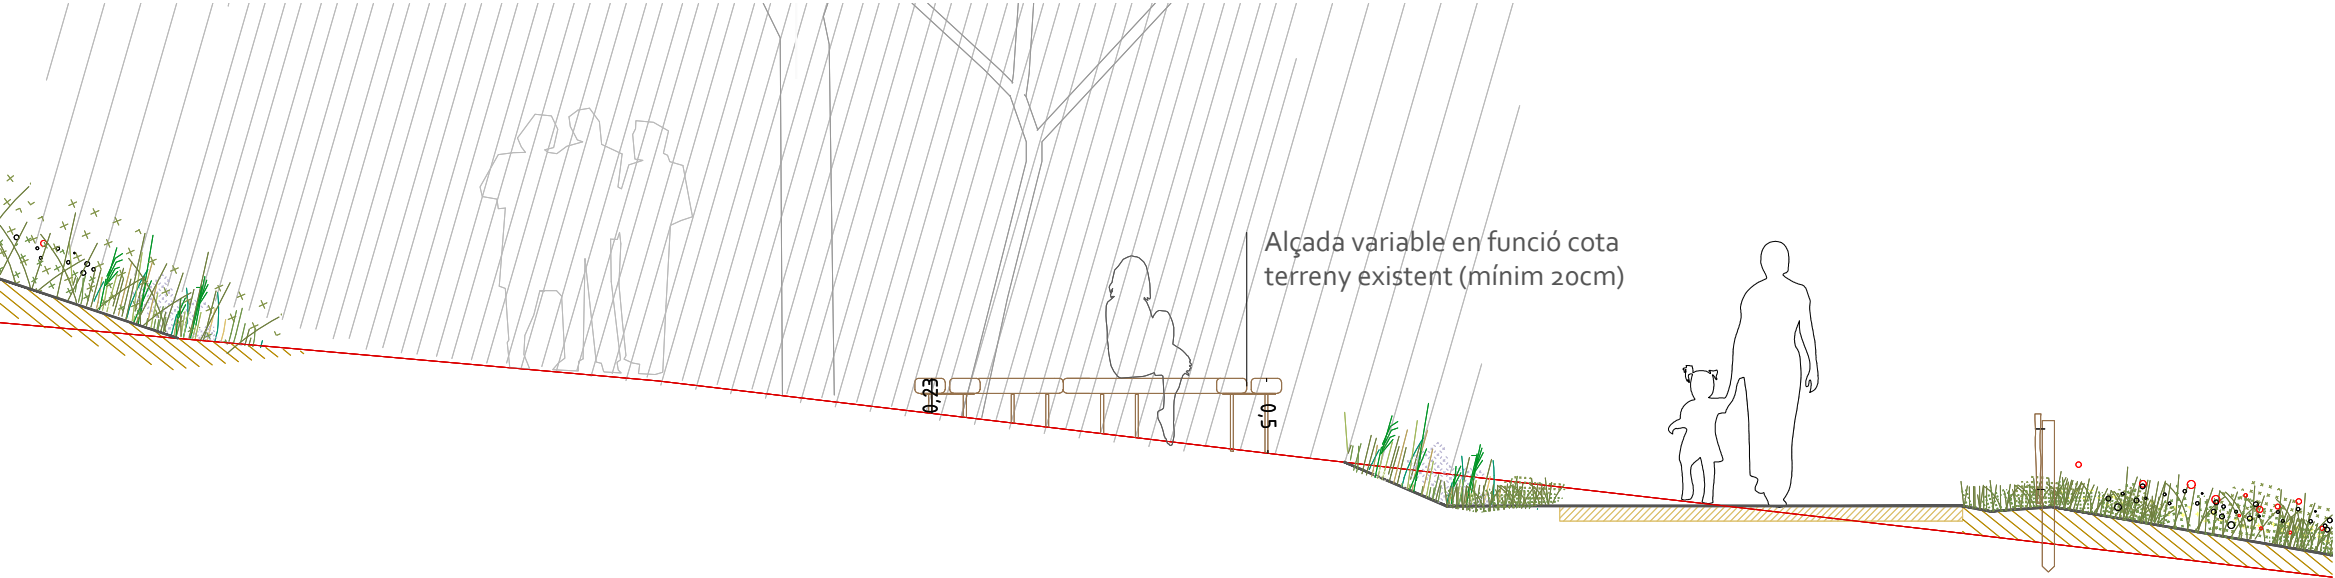 Alçada variable en funció cota
terreny existent (mínim 20cm)
0,23
0,5